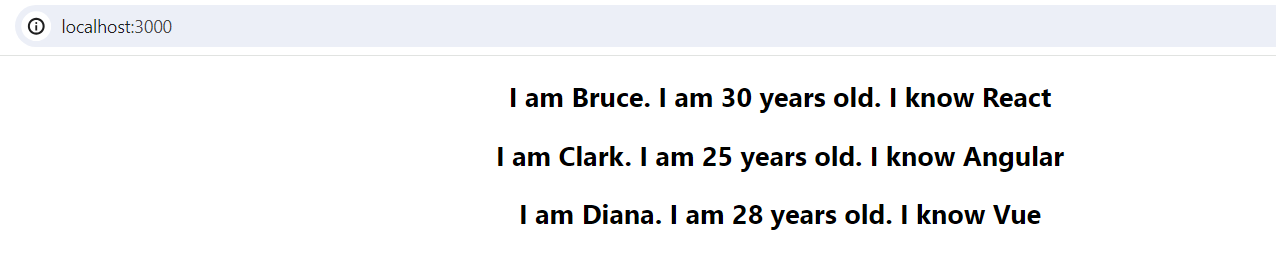 localhost:3000
I am Bruce. I am 30 years old. I know React
I am Clark. I am 25 years old. I know Angular
I am Diana. I am 28 years old. I know Vue